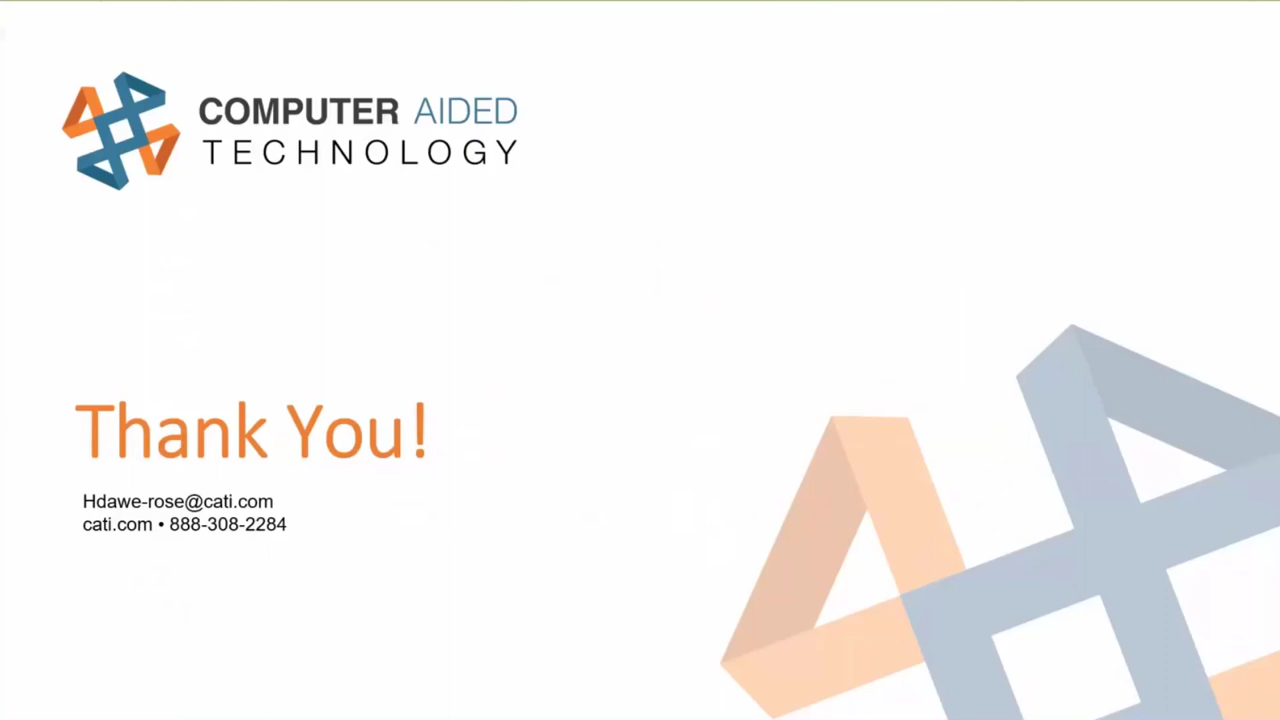 COMPUTER AIDED
TECHNOLOGY
Thank You!
Hdawe-rose@cati.com
cati.com • 888-308-2284